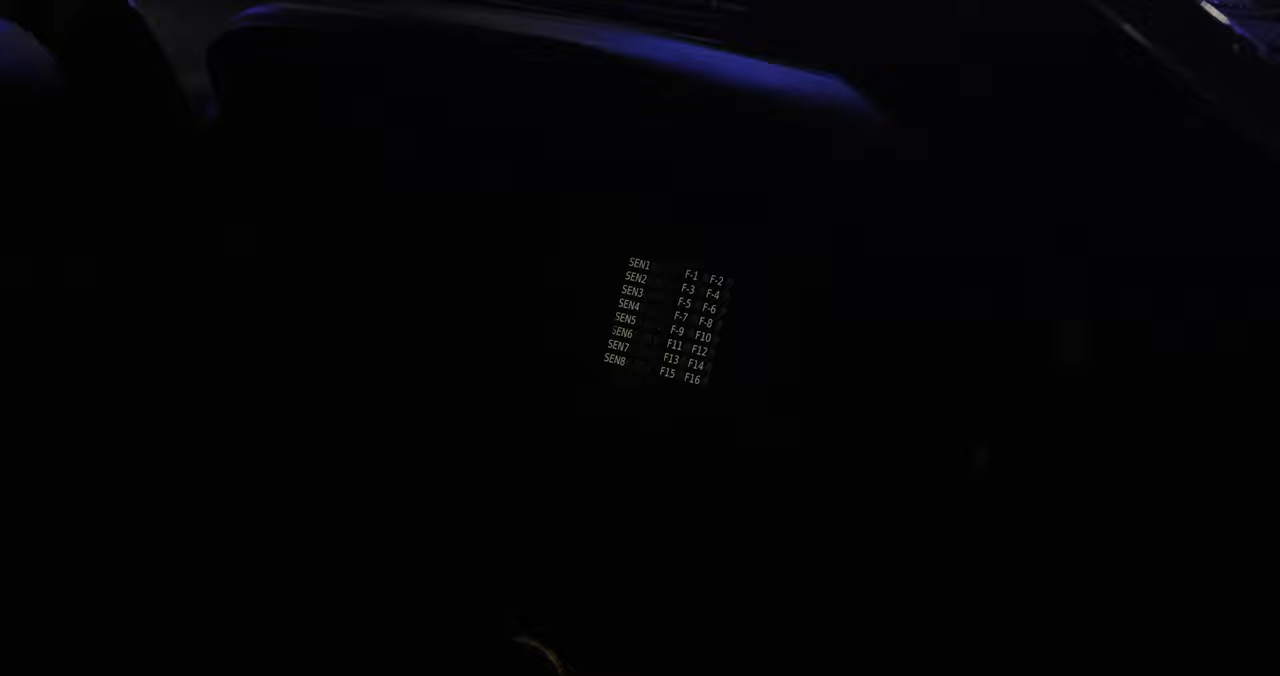 SEN1 F-1 F-2
SEN2 F-3 F-4
SEN3 F-5 F-6
SEN4 F-7 F-8
SEN5 F-9 F10
SEN6 F11 F12
SEN7 F13 F14
SEN8 F15 F16